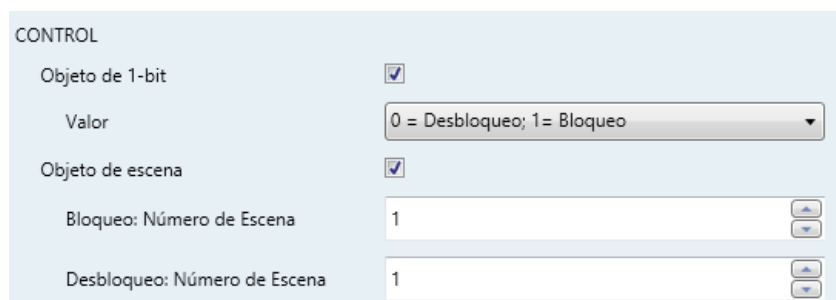 CONTROL
Objeto de 1-bit
Valor 0 = Desbloqueo; 1= Bloqueo
Objeto de escena
Bloqueo: Número de Escena 1
Desbloqueo: Número de Escena 1